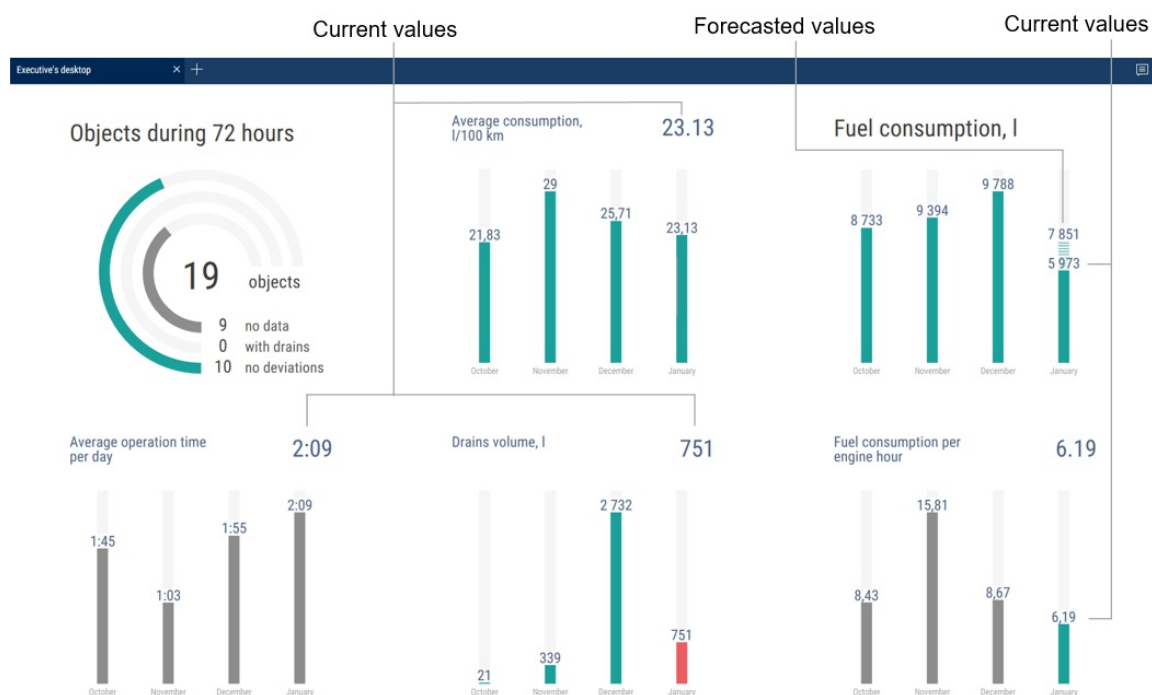 Current values
Forecasted values
Current values
Executive's desktop
Objects during 72 hours
19 objects
9 no data
0 with drains
10 no deviations
Average consumption,
l/100 km
23.13
21,83
29
25,71
23,13
October
November
December
January
Fuel consumption, l
8 733
9 394
9 788
7 851
5 973
October
November
December
January
Average operation time
per day
2:09
1:45
1:03
1:55
2:09
October
November
December
January
Drains volume, l
751
21
339
2 732
751
October
November
December
January
Fuel consumption per
engine hour
6.19
8,43
15,81
8,67
6,19
October
November
December
January